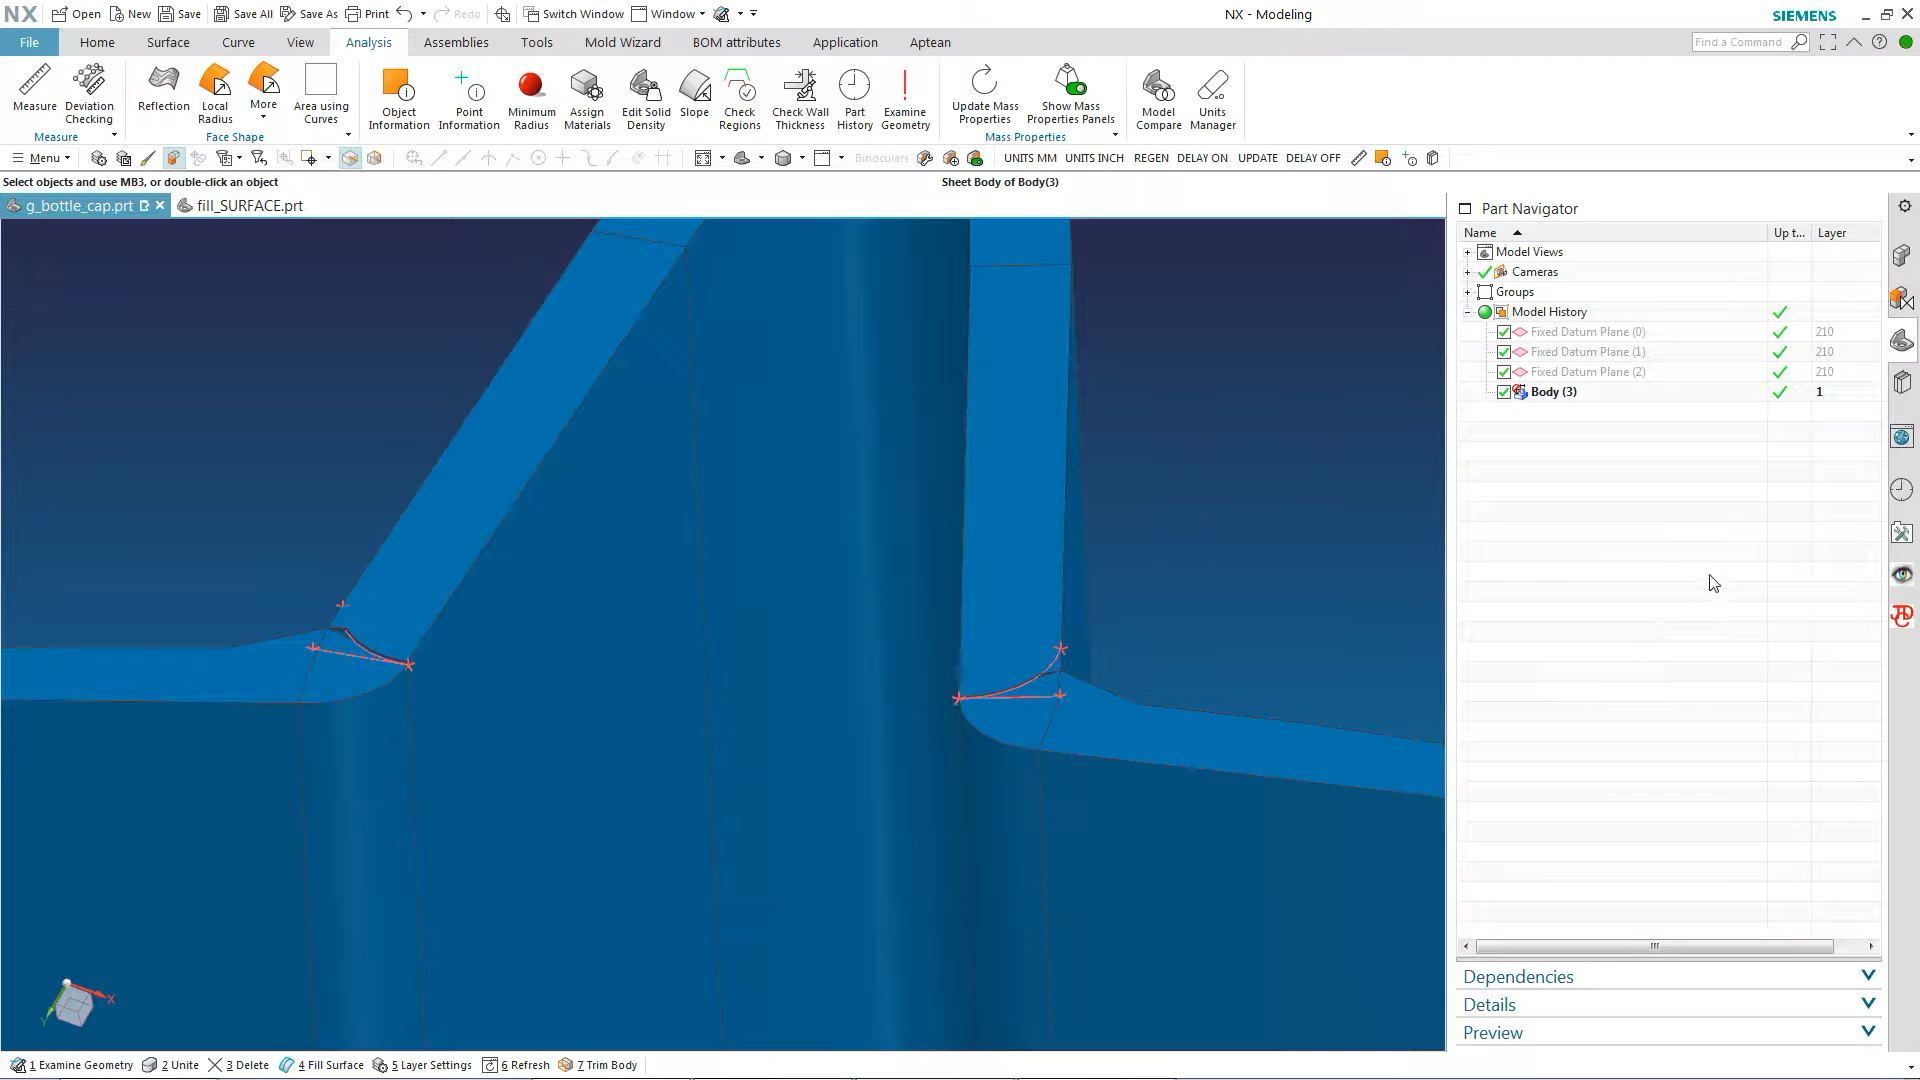 NX Open New Save Save All Save As Print Redo Switch Window Window NX - Modeling SIEMENS
File Home Surface Curve View Analysis Assemblies Tools Mold Wizard BOM attributes Application Aptean Find a Command
Measure Deviation Checking Reflection Local Radius More Area using Curves Object Information Point Information Minimum Radius Assign Materials Edit Solid Density Slope Check Regions Check Wall Thickness Part History Examine Geometry Update Mass Properties Show Mass Properties Panels Model Compare Units Manager
Measure Face Shape Mass Properties
Menu Binoculars UNITS MM UNITS INCH REGEN DELAY ON UPDATE DELAY OFF
Select objects and use MB3, or double-click an object Sheet Body of Body(3)
g_bottle_cap.prt fill_SURFACE.prt Part Navigator
Name Up t... Layer
Model Views
Cameras
Groups
Model History
Fixed Datum Plane (0) 210
Fixed Datum Plane (1) 210
Fixed Datum Plane (2) 210
Body (3) 1
X
Y
Dependencies
Details
Preview
1 Examine Geometry 2 Unite 3 Delete 4 Fill Surface 5 Layer Settings 6 Refresh 7 Trim Body